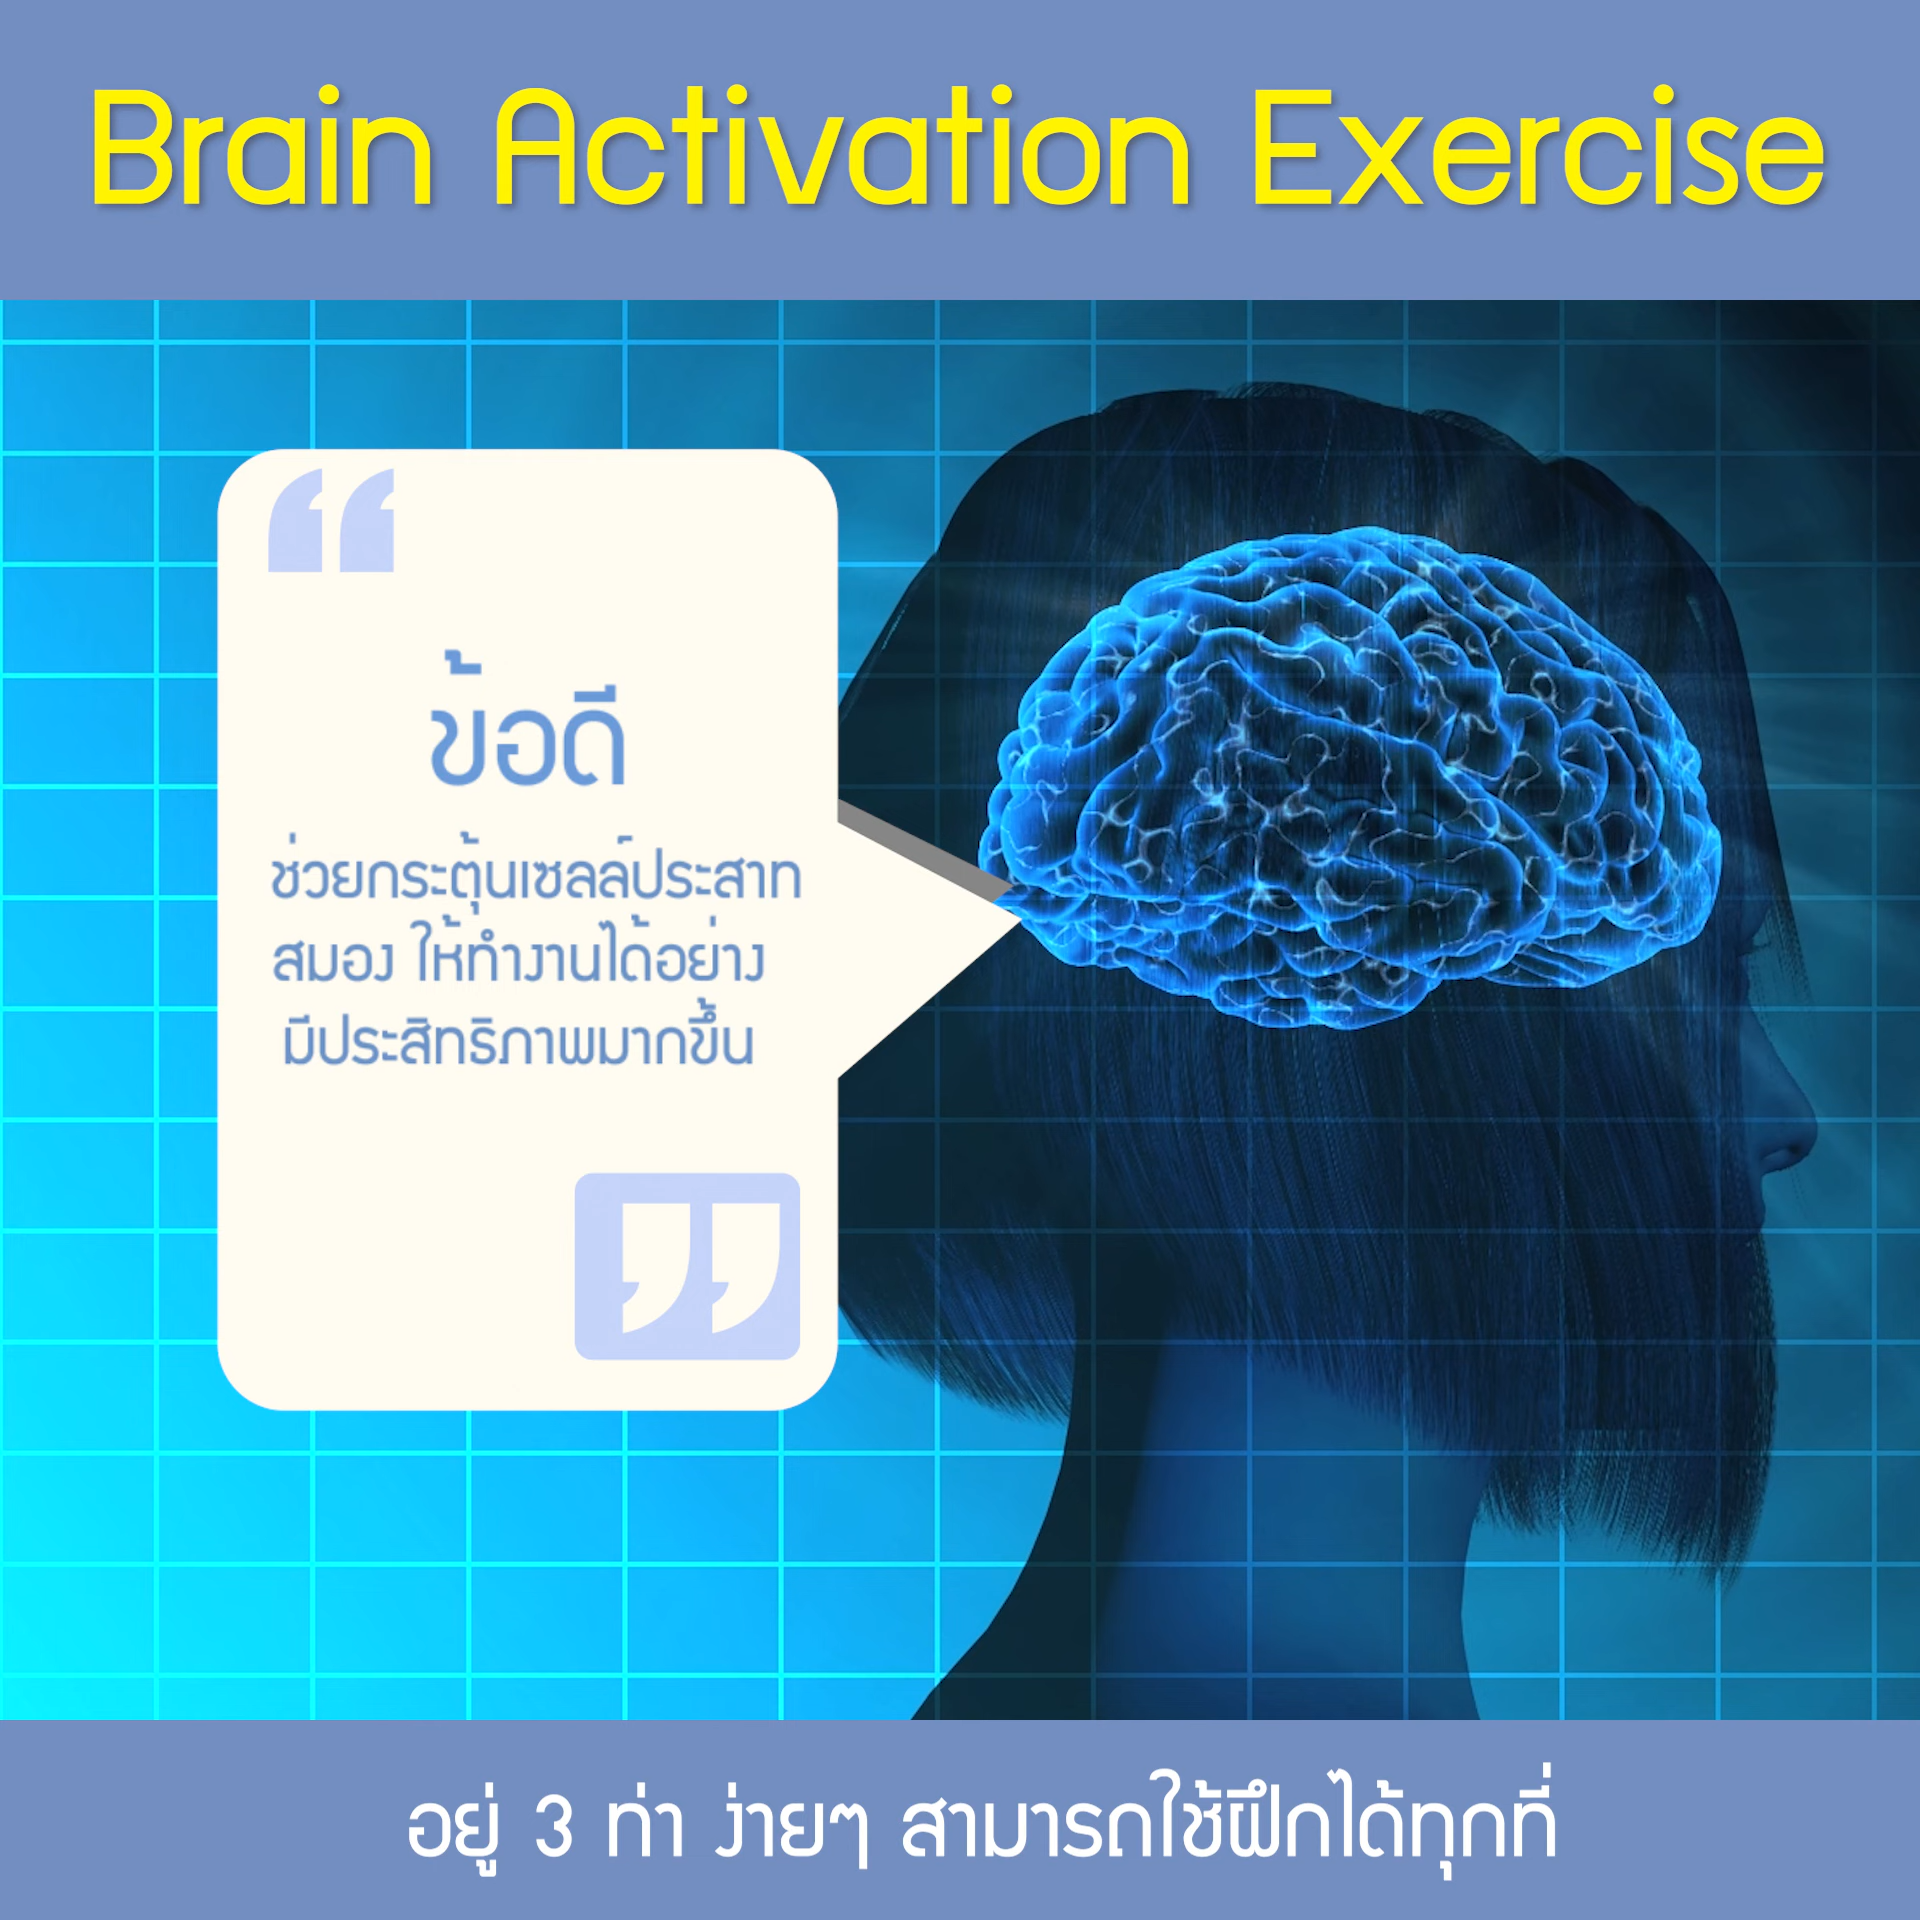 Brain Activation Exercise
ข้อดี
ช่วยกระตุ้นเซลล์ประสาท
สมอง ให้ทำงานได้อย่าง
มีประสิทธิภาพมากขึ้น
อยู่ 3 ท่า ง่ายๆ สามารถใช้ฝึกได้ทุกที่